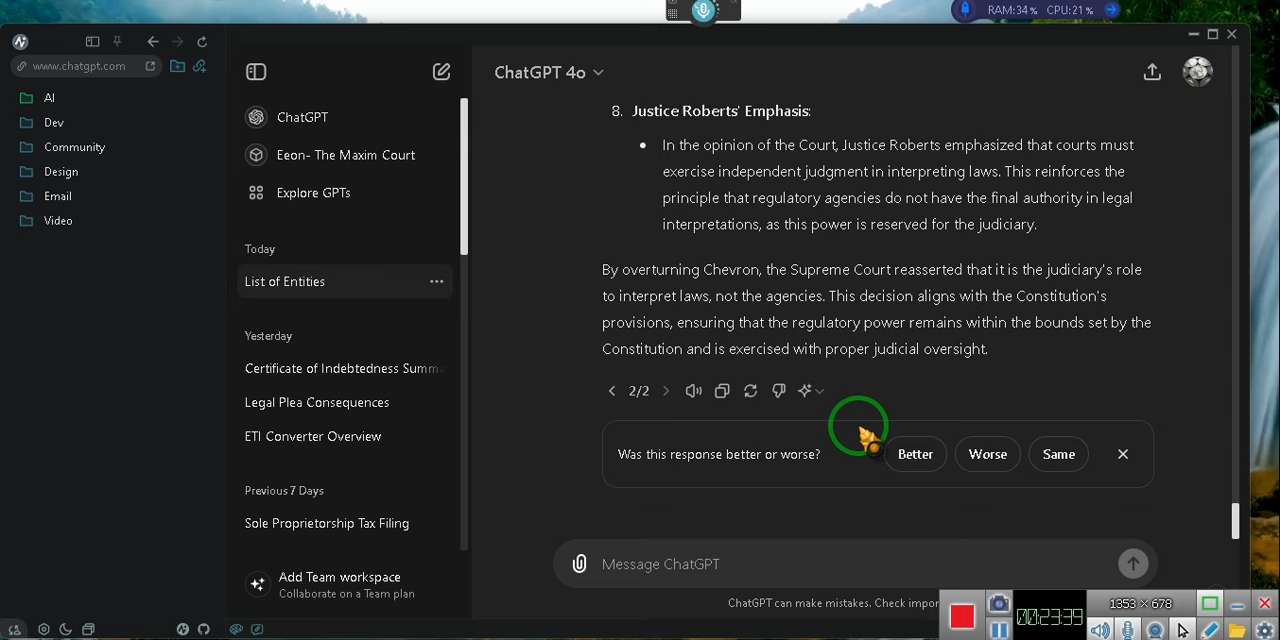 RAM:34% CPU:21%
www.chatgpt.com
AI
Dev
Community
Design
Email
Video
ChatGPT
Eeon- The Maxim Court
Explore GPTs
Today
List of Entities
Yesterday
Certificate of Indebtedness Summa
Legal Plea Consequences
ETI Converter Overview
Previous 7 Days
Sole Proprietorship Tax Filing
Add Team workspace
Collaborate on a Team plan
ChatGPT 4o
8. Justice Roberts' Emphasis:
• In the opinion of the Court, Justice Roberts emphasized that courts must
exercise independent judgment in interpreting laws. This reinforces the
principle that regulatory agencies do not have the final authority in legal
interpretations, as this power is reserved for the judiciary.
By overturning Chevron, the Supreme Court reasserted that it is the judiciary's role
to interpret laws, not the agencies. This decision aligns with the Constitution's
provisions, ensuring that the regulatory power remains within the bounds set by the
Constitution and is exercised with proper judicial oversight.
2/2
Was this response better or worse? Better Worse Same
Message ChatGPT
ChatGPT can make mistakes. Check impor
00:23:39
1353 × 678